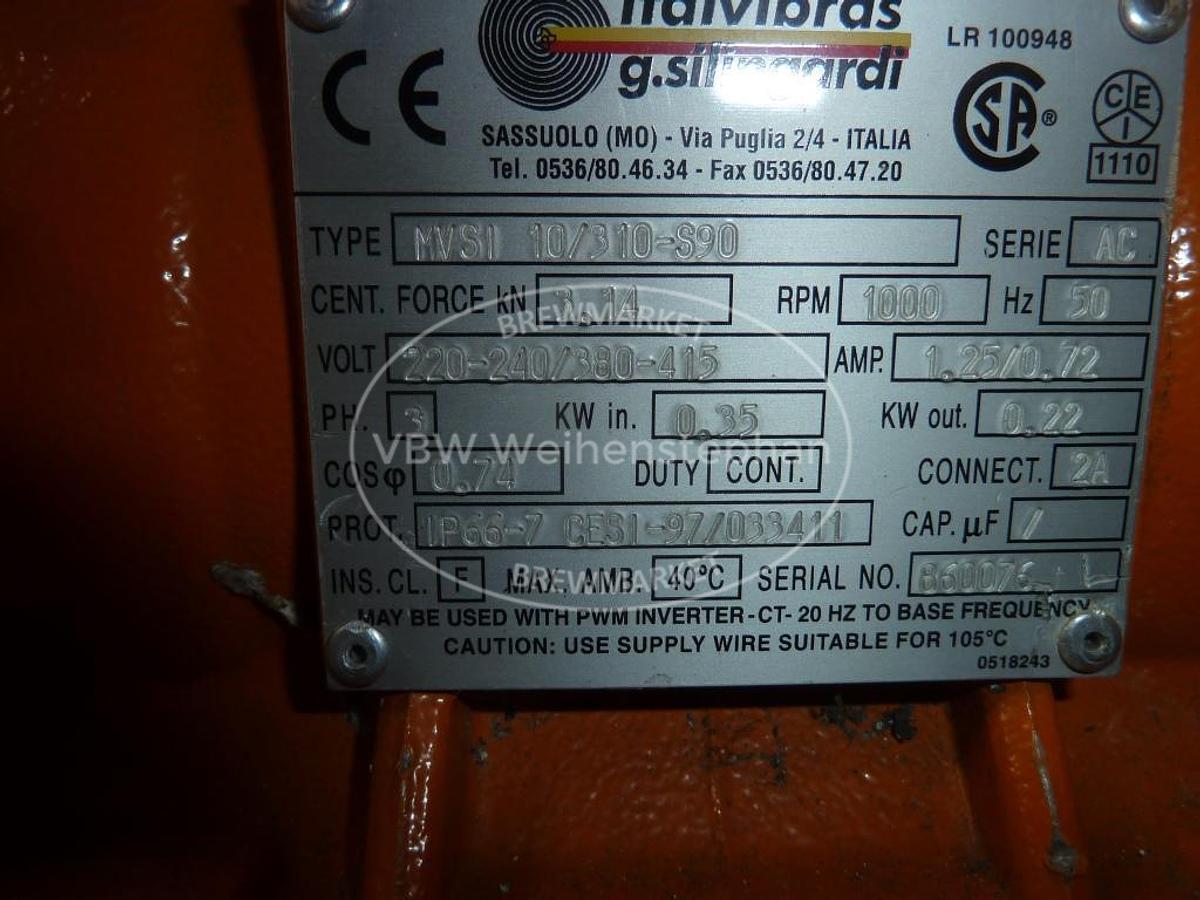 italvibras
g.silingardi
LR 100948
CE
SA ®
CEI
1110
SASSUOLO (MO) - Via Puglia 2/4 - ITALIA
Tel. 0536/80.46.34 - Fax 0536/80.47.20
TYPE MVSI 10/310-S90 SERIE AC
CENT. FORCE kN 3,14 RPM 1000 Hz 50
BREWMARKET
VOLT 220-240/380-415 AMP. 1.25/0.72
PH. 3 KW in. 0.35 KW out. 0.22
VBW Weihenstephan
COSφ 0.74 DUTY CONT. CONNECT. 2A
PROT. IP66-7 CESI-97/033411 CAP. µF /
INS. CL. F MAX. AMB. 40°C SERIAL NO.
BREWMARKET
MAY BE USED WITH PWM INVERTER -CT- 20 HZ TO BASE FREQUENCY
CAUTION: USE SUPPLY WIRE SUITABLE FOR 105°C
0518243